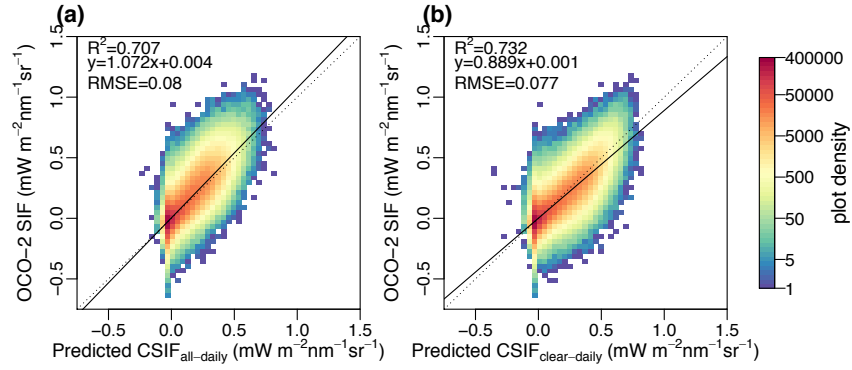 (a)
R²=0.707
y=1.072x+0.004
RMSE=0.08
OCO−2 SIF (mW m⁻²nm⁻¹sr⁻¹)
1.5
1.0
0.5
0.0
−0.5
−0.5 0.0 0.5 1.0 1.5
Predicted CSIFall−daily (mW m⁻²nm⁻¹sr⁻¹)
(b)
R²=0.732
y=0.889x+0.001
RMSE=0.077
OCO−2 SIF (mW m⁻²nm⁻¹sr⁻¹)
1.5
1.0
0.5
0.0
−0.5
−0.5 0.0 0.5 1.0 1.5
Predicted CSIFclear−daily (mW m⁻²nm⁻¹sr⁻¹)
400000
50000
5000
500
50
5
1
plot density